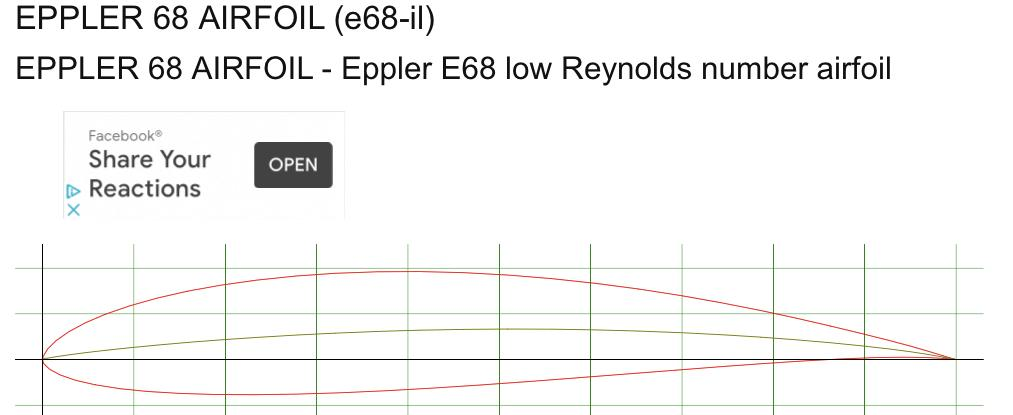 EPPLER 68 AIRFOIL (e68-il)
EPPLER 68 AIRFOIL - Eppler E68 low Reynolds number airfoil
Facebook®
Share Your
Reactions
OPEN